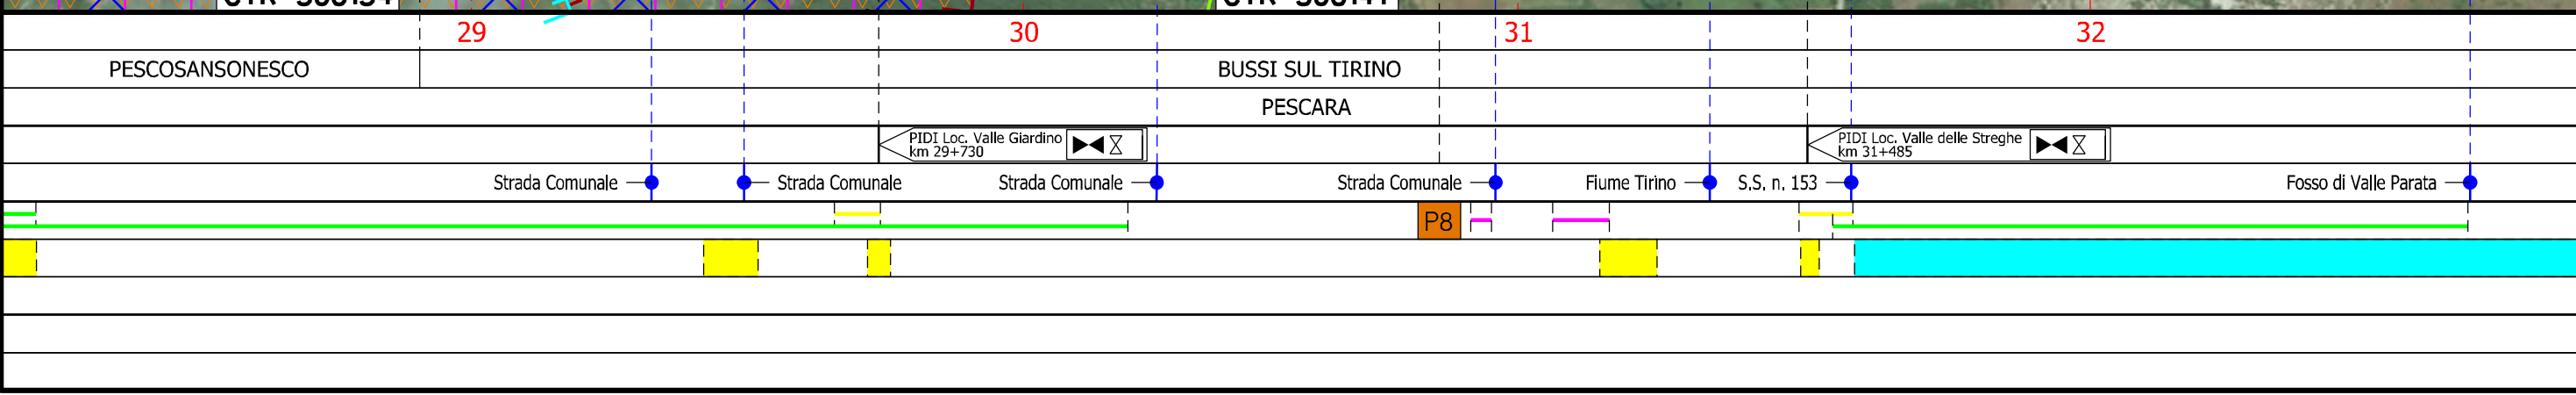 29 30 31 32
PESCOSANSONESCO BUSSI SUL TIRINO
PESCARA
PIDI Loc. Valle Giardino
km 29+730
PIDI Loc. Valle delle Streghe
km 31+485
Strada Comunale Strada Comunale Strada Comunale Strada Comunale Fiume Tirino S.S. n. 153 Fosso di Valle Parata
P8